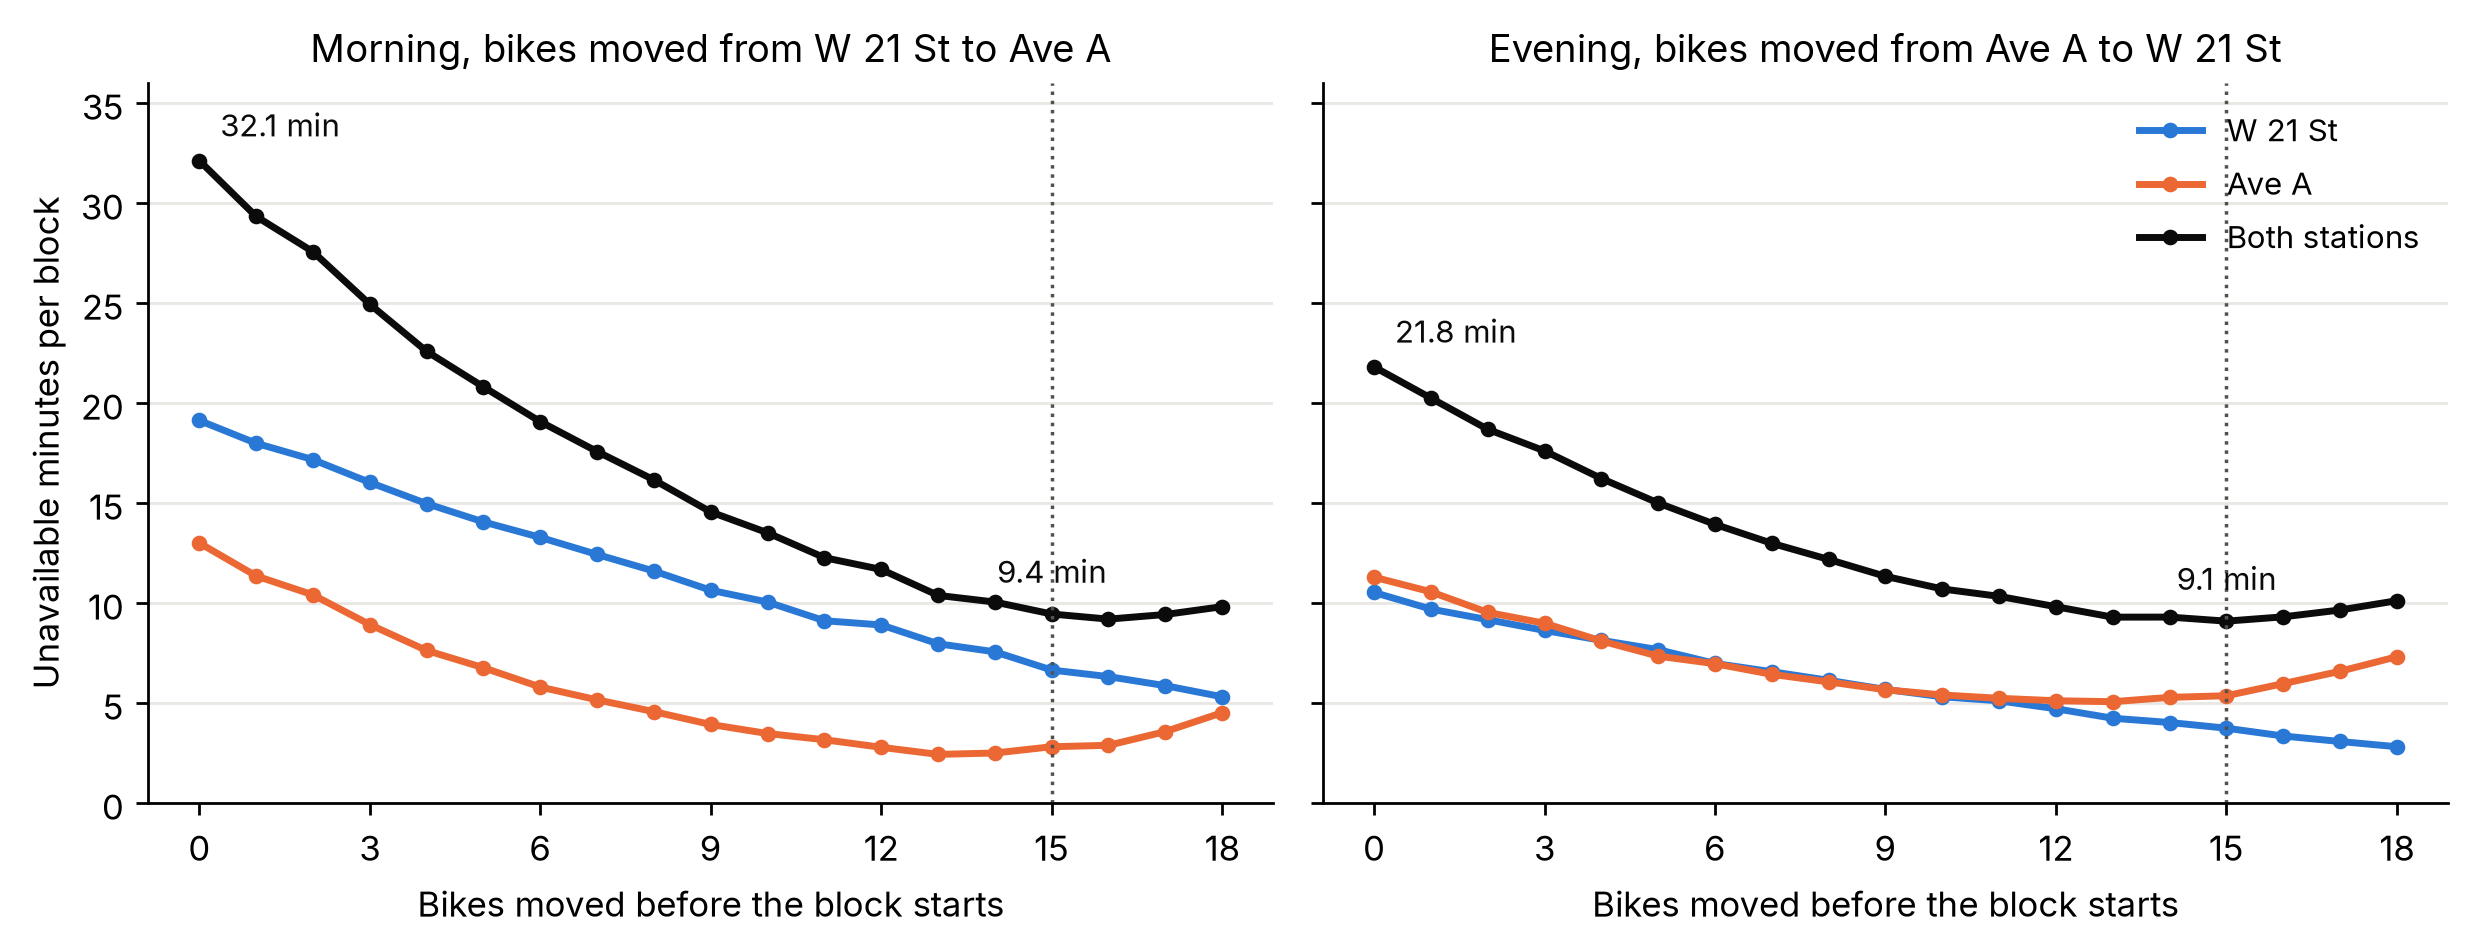 Morning, bikes moved from W 21 St to Ave A
Unavailable minutes per block
35
30
25
20
15
10
5
0
32.1 min
9.4 min
0 3 6 9 12 15 18
Bikes moved before the block starts
Evening, bikes moved from Ave A to W 21 St
W 21 St
Ave A
Both stations
21.8 min
9.1 min
0 3 6 9 12 15 18
Bikes moved before the block starts